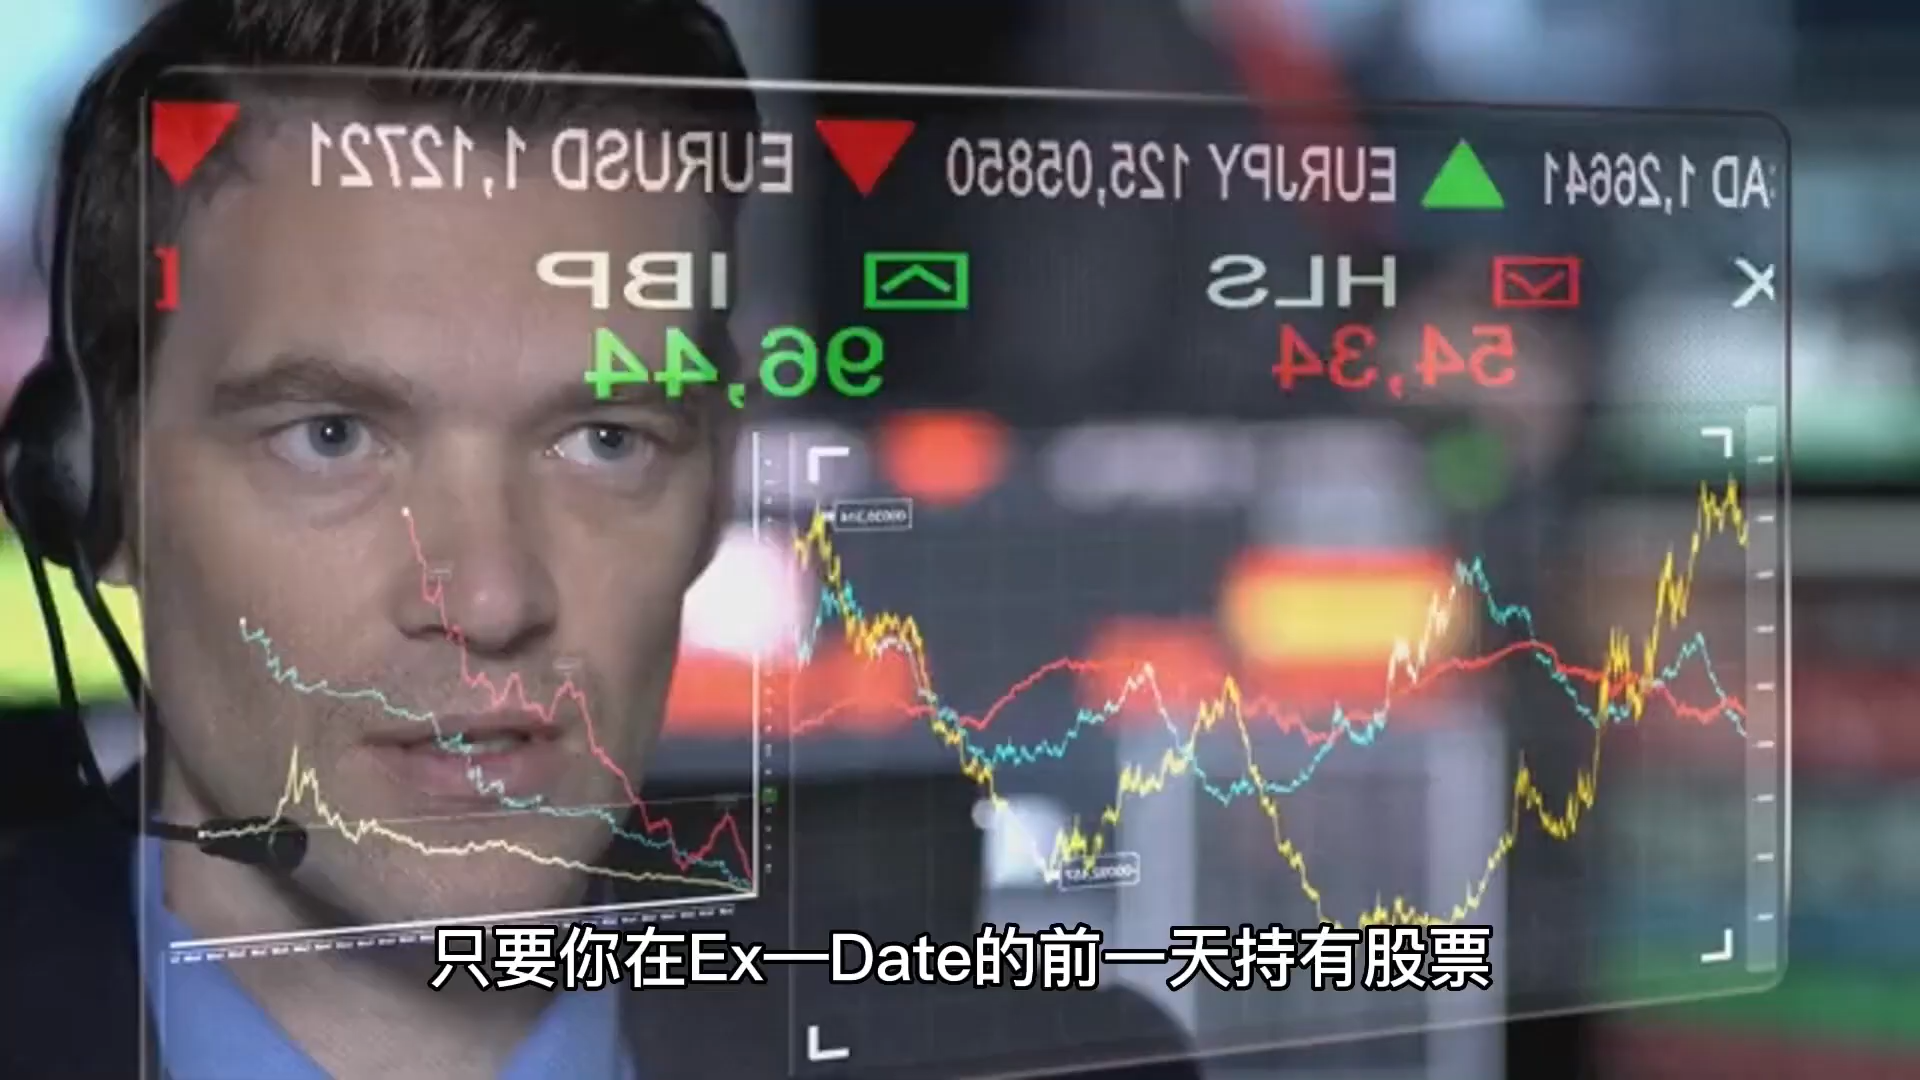 EURUSD 1,12721
EURJPY 125,05850
AD 1,26641
IBP
HLS
X
96,44
54,34
只要你在Ex—Date的前一天持有股票